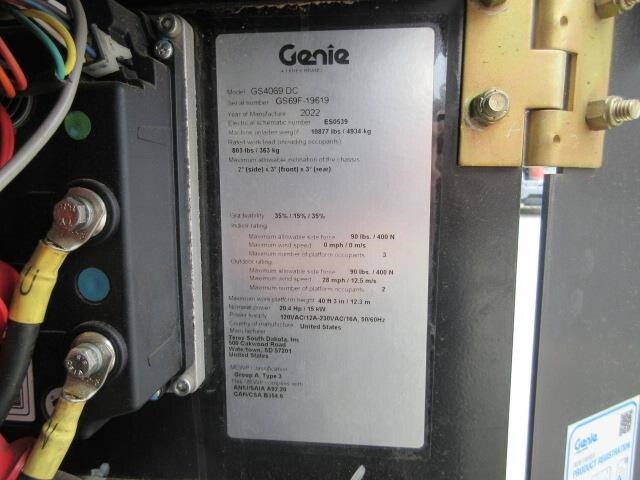 Genie
A TEREX BRAND
Model GS4069 DC
Serial number GS69F-19619
Year of Manufacture 2022
Electrical schematic number ES0539
Machine unladen weight 10877 lbs / 4934 kg
Rated work load (including occupants)
803 lbs / 363 kg
Maximum allowable inclination of the chassis
2° (side) x 3° (front) x 3° (rear)
Gradeability 35% / 15% / 35%
Indoor rating
Maximum allowable side force 90 lbs. / 400 N
Maximum wind speed 0 mph / 0 m/s
Maximum number of platform occupants 3
Outdoor rating
Maximum allowable side force 90 lbs. / 400 N
Maximum wind speed 28 mph / 12.5 m/s
Maximum number of platform occupants 2
Maximum work platform height 40 ft 3 in / 12.3 m
Nominal power 20.4 Hp / 15 kW
Power supply 120VAC/12A-230VAC/16A, 50/60Hz
Country of manufacture United States
Manufacturer
Terex South Dakota, Inc
500 Oakwood Road
Watertown, SD 57201
United States
MEWP classification
Group A, Type 3
This MEWP complies with
ANSI/SAIA A92.20
CAN/CSA B354.6
Genie
PRODUCT REGISTRATION